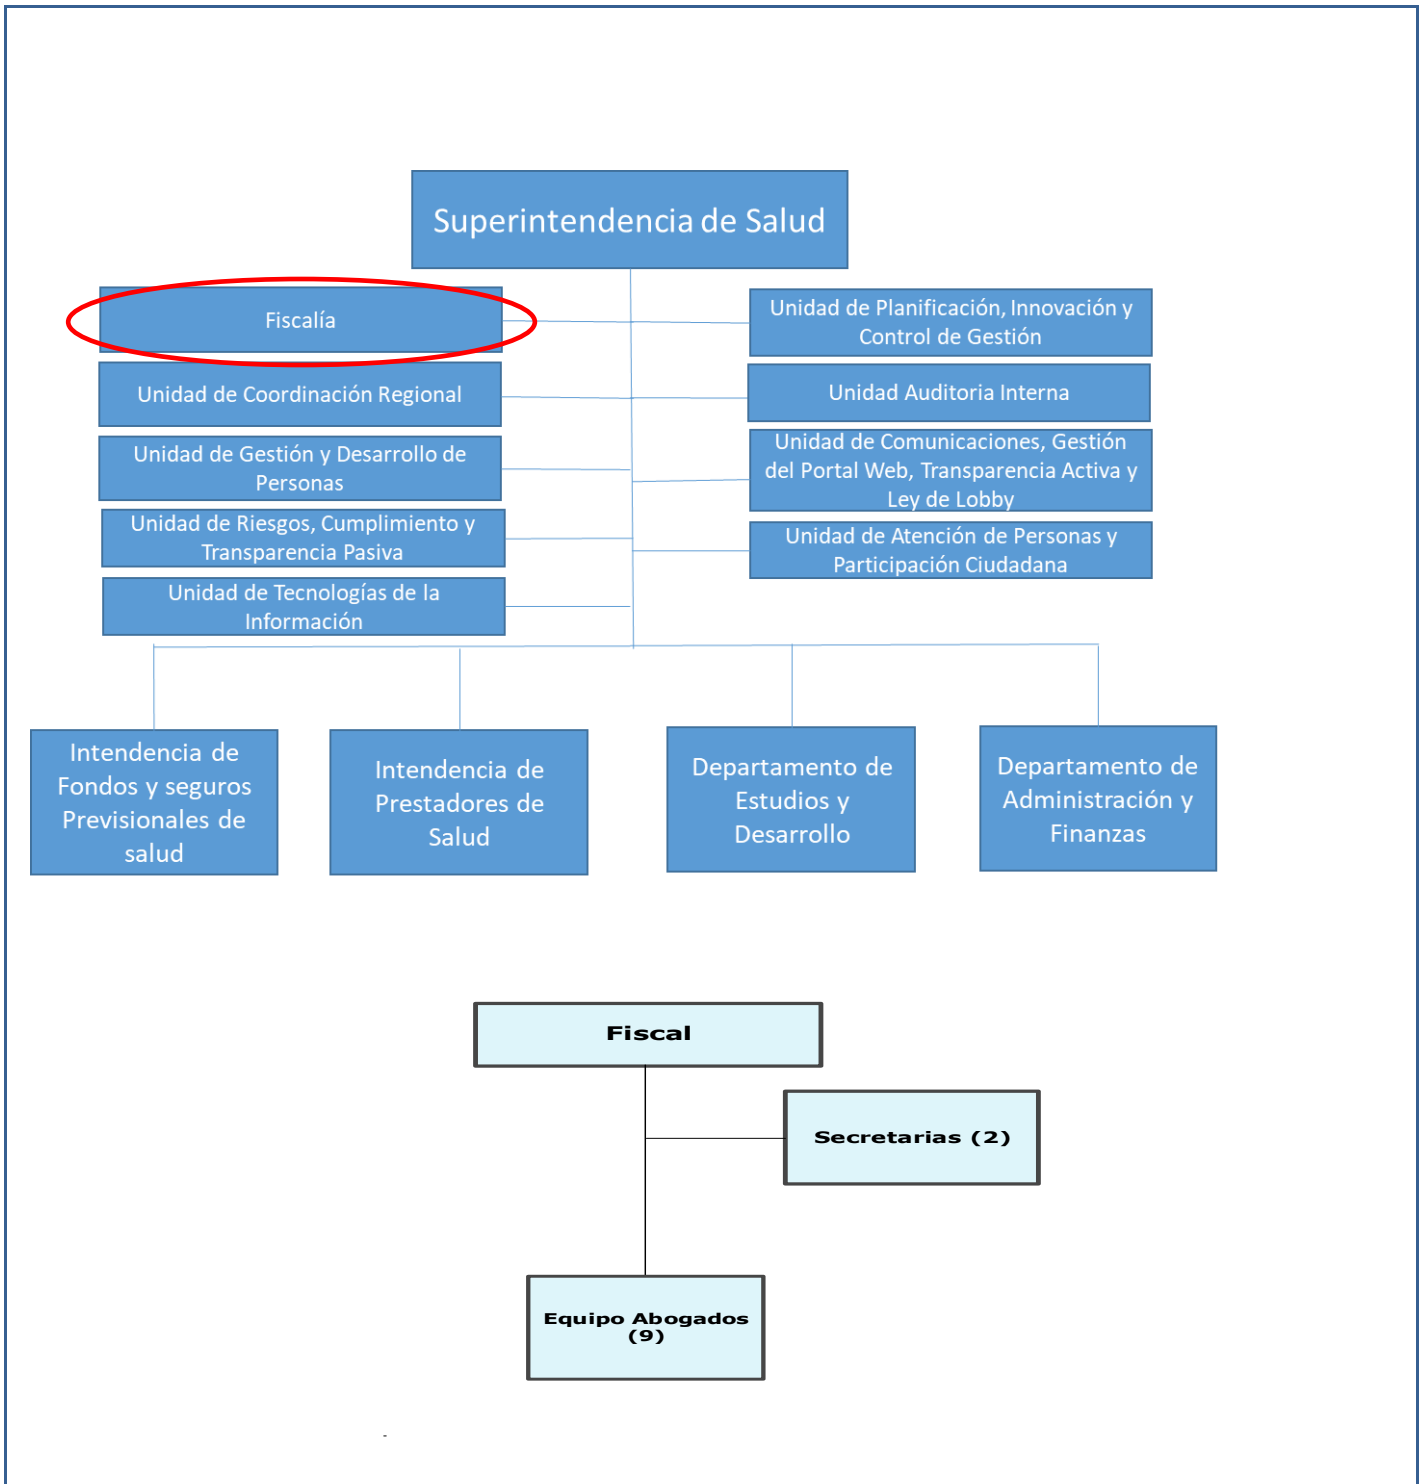 Superintendencia de Salud
Fiscalía
Unidad de Coordinación Regional
Unidad de Gestión y Desarrollo de
Personas
Unidad de Riesgos, Cumplimiento y
Transparencia Pasiva
Unidad de Tecnologías de la
Información
Unidad de Planificación, Innovación y
Control de Gestión
Unidad Auditoria Interna
Unidad de Comunicaciones, Gestión
del Portal Web, Transparencia Activa y
Ley de Lobby
Unidad de Atención de Personas y
Participación Ciudadana
Intendencia de
Fondos y seguros
Previsionales de
salud
Intendencia de
Prestadores de
Salud
Departamento de
Estudios y
Desarrollo
Departamento de
Administración y
Finanzas
Fiscal
Secretarias (2)
Equipo Abogados
(9)